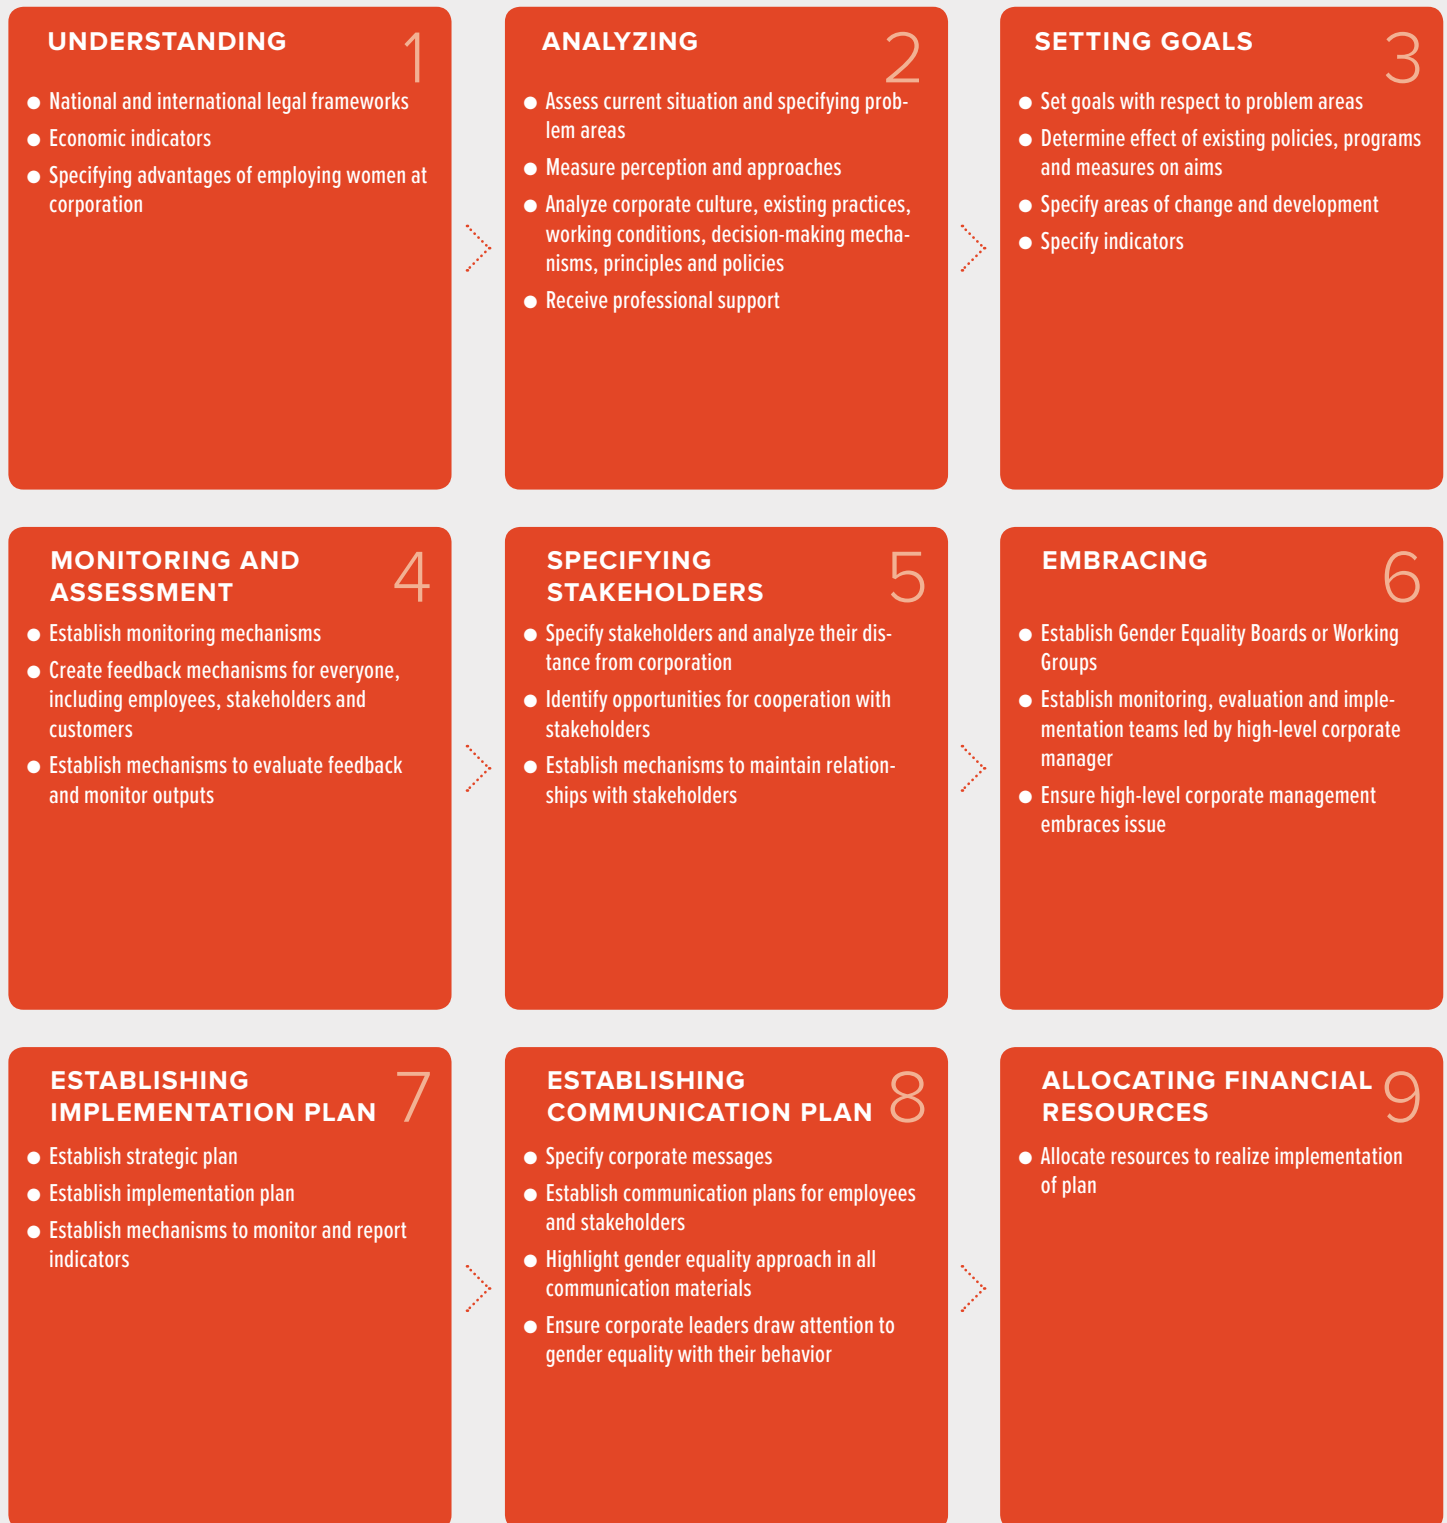 UNDERSTANDING
1
● National and international legal frameworks
● Economic indicators
● Specifying advantages of employing women at
corporation
ANALYZING
2
● Assess current situation and specifying prob-
lem areas
● Measure perception and approaches
● Analyze corporate culture, existing practices,
working conditions, decision-making mecha-
nisms, principles and policies
● Receive professional support
SETTING GOALS
3
● Set goals with respect to problem areas
● Determine effect of existing policies, programs
and measures on aims
● Specify areas of change and development
● Specify indicators
MONITORING AND
ASSESSMENT
4
● Establish monitoring mechanisms
● Create feedback mechanisms for everyone,
including employees, stakeholders and
customers
● Establish mechanisms to evaluate feedback
and monitor outputs
SPECIFYING
STAKEHOLDERS
5
● Specify stakeholders and analyze their dis-
tance from corporation
● Identify opportunities for cooperation with
stakeholders
● Establish mechanisms to maintain relation-
ships with stakeholders
EMBRACING
6
● Establish Gender Equality Boards or Working
Groups
● Establish monitoring, evaluation and imple-
mentation teams led by high-level corporate
manager
● Ensure high-level corporate management
embraces issue
ESTABLISHING
IMPLEMENTATION PLAN
7
● Establish strategic plan
● Establish implementation plan
● Establish mechanisms to monitor and report
indicators
ESTABLISHING
COMMUNICATION PLAN
8
● Specify corporate messages
● Establish communication plans for employees
and stakeholders
● Highlight gender equality approach in all
communication materials
● Ensure corporate leaders draw attention to
gender equality with their behavior
ALLOCATING FINANCIAL
RESOURCES
9
● Allocate resources to realize implementation
of plan